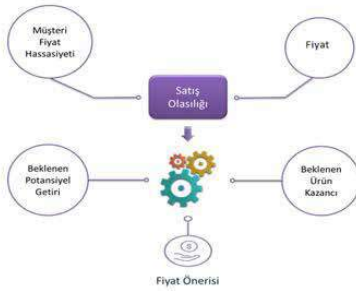 Müşteri
Fiyat
Hassasiyeti
Fiyat
Satış
Olasılığı
Beklenen
Potansiyel
Getiri
Beklenen
Ürün
Kazancı
$
Fiyat Önerisi